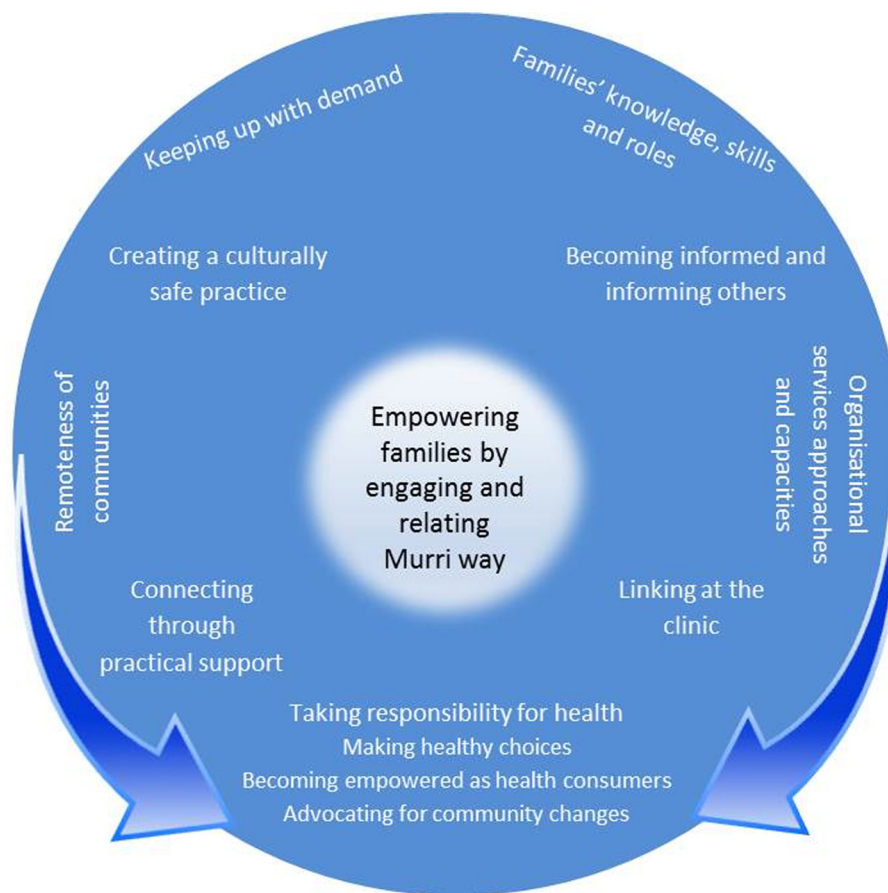 Keeping up with demand
Families’ knowledge, skills
and roles
Creating a culturally
safe practice
Becoming informed and
informing others
Remoteness of
communities
Empowering
families by
engaging and
relating
Murri way
Organisational
services approaches
and capacities
Connecting
through
practical support
Linking at the
clinic
Taking responsibility for health
Making healthy choices
Becoming empowered as health consumers
Advocating for community changes